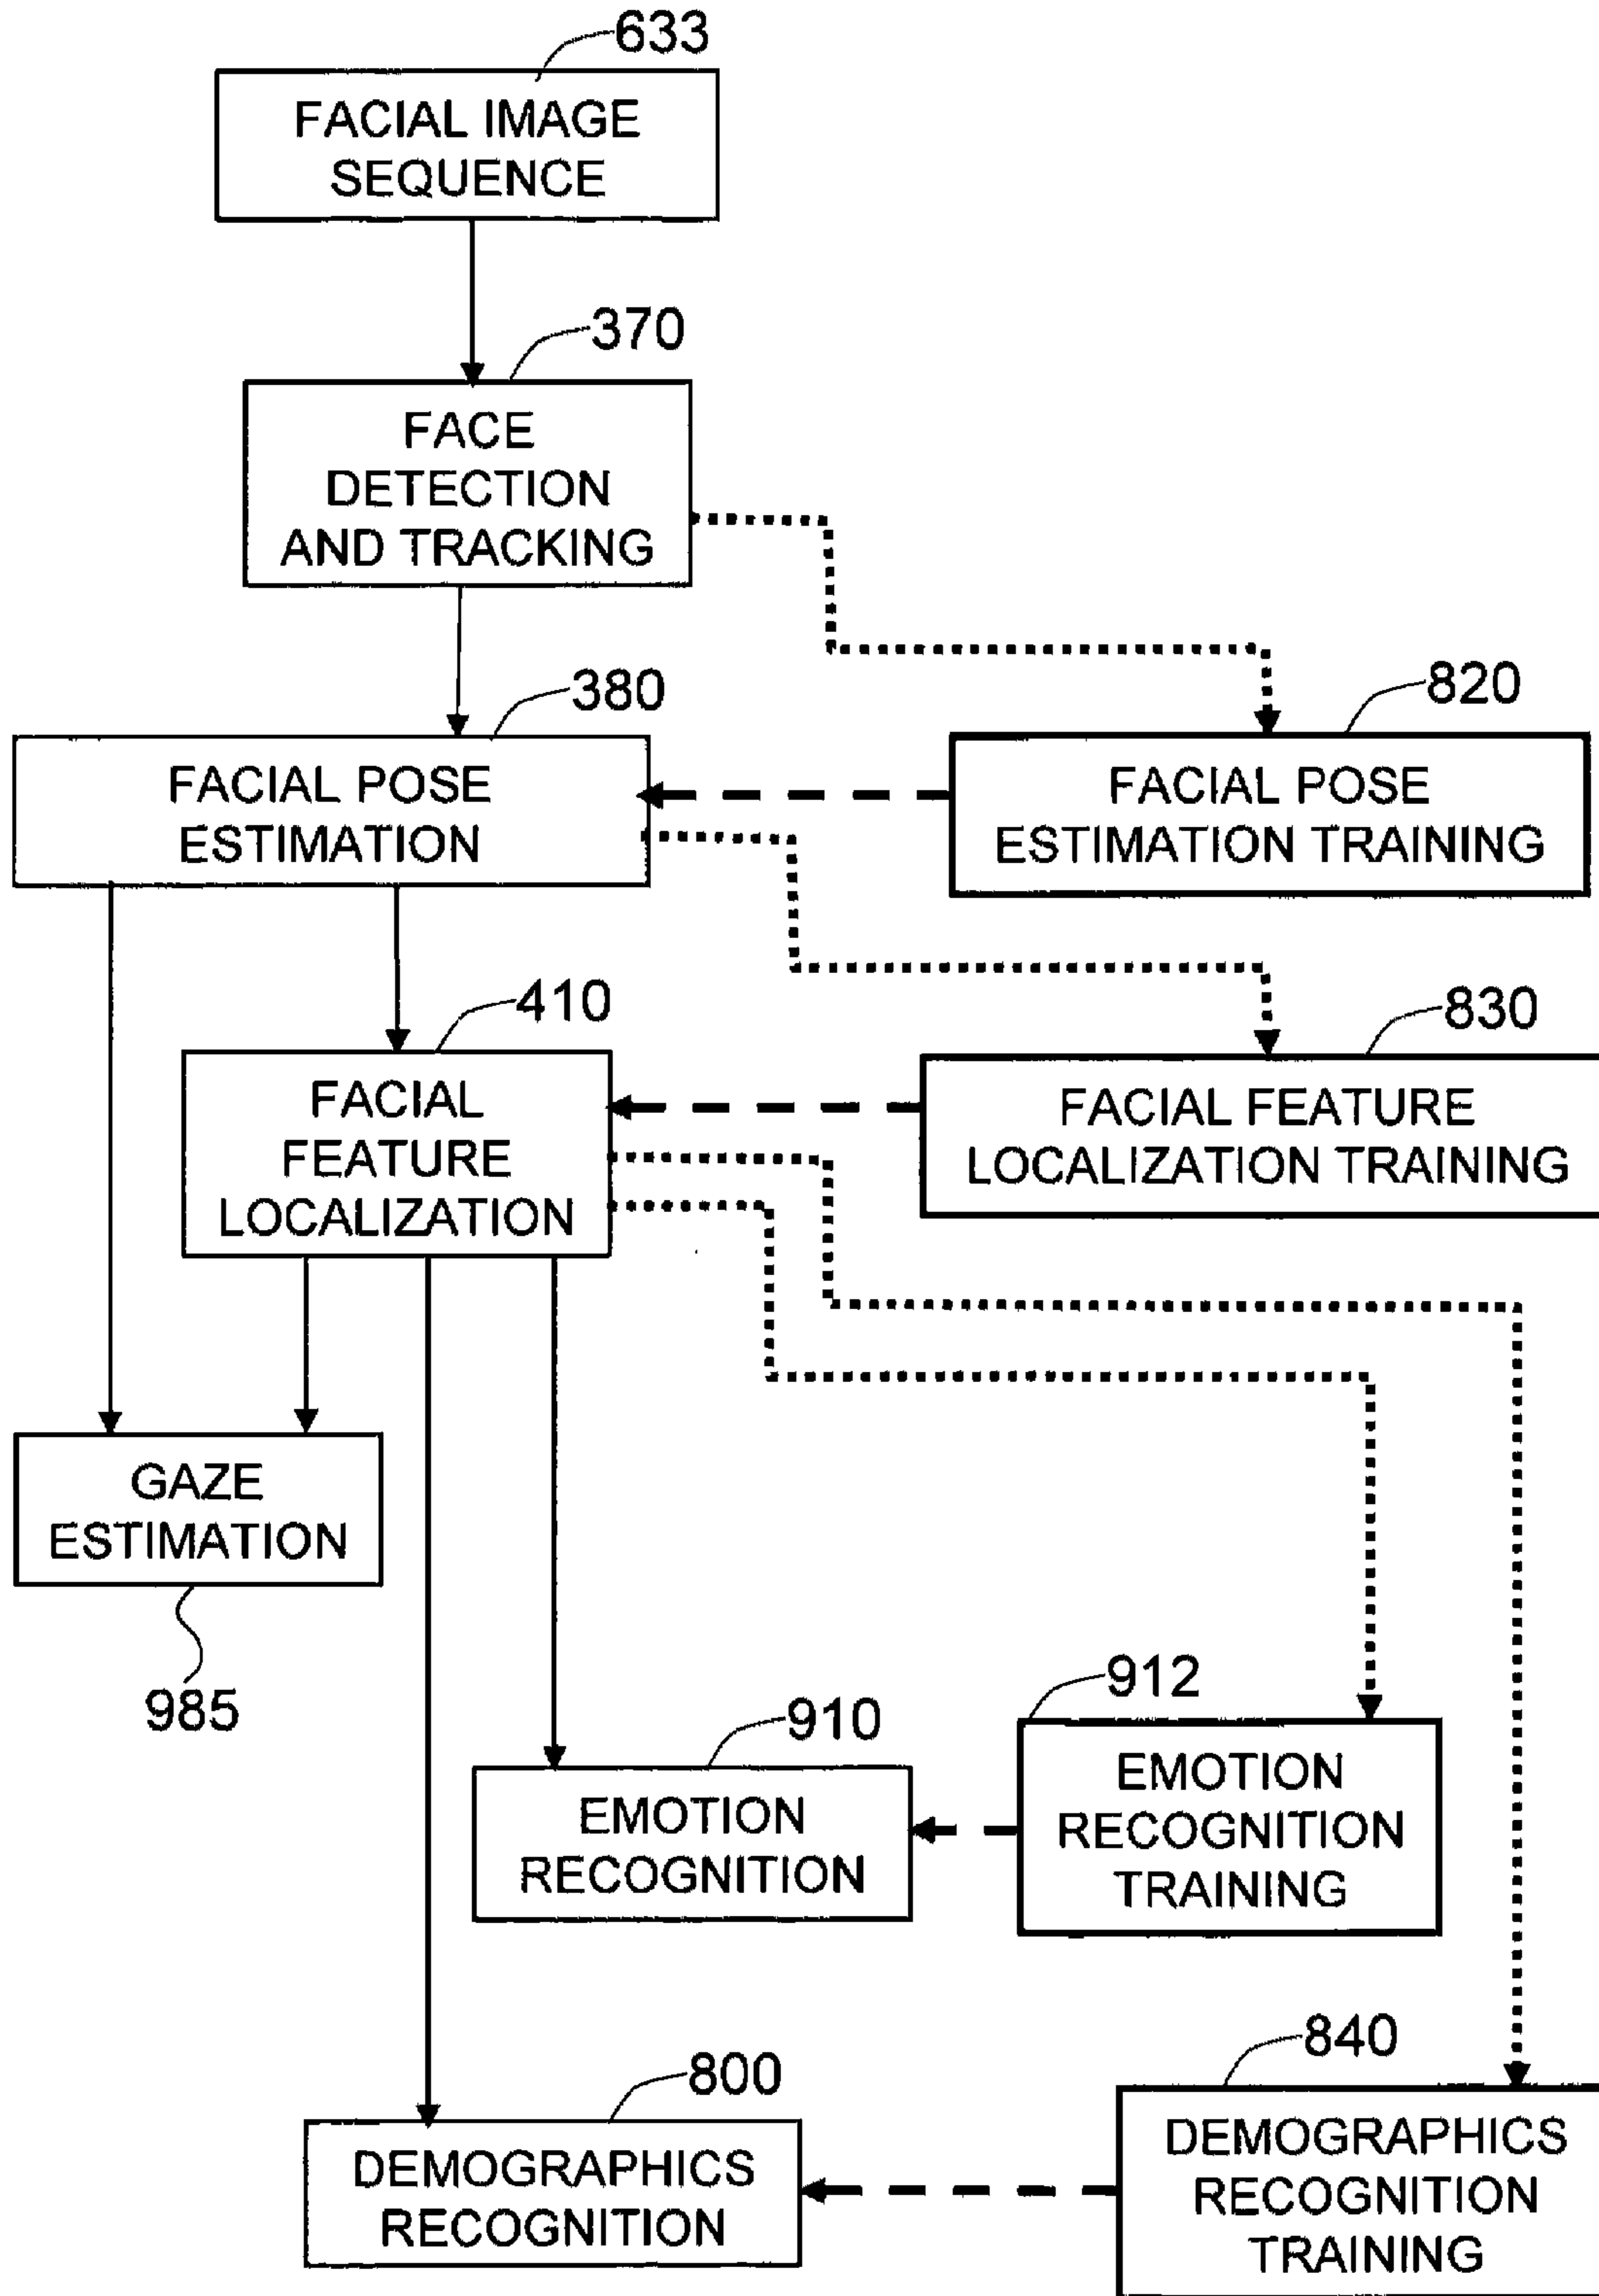 633
FACIAL IMAGE
SEQUENCE
370
FACE
DETECTION
AND TRACKING
380
FACIAL POSE
ESTIMATION
820
FACIAL POSE
ESTIMATION TRAINING
410
FACIAL
FEATURE
LOCALIZATION
830
FACIAL FEATURE
LOCALIZATION TRAINING
GAZE
ESTIMATION
985
910
EMOTION
RECOGNITION
912
EMOTION
RECOGNITION
TRAINING
800
DEMOGRAPHICS
RECOGNITION
840
DEMOGRAPHICS
RECOGNITION
TRAINING